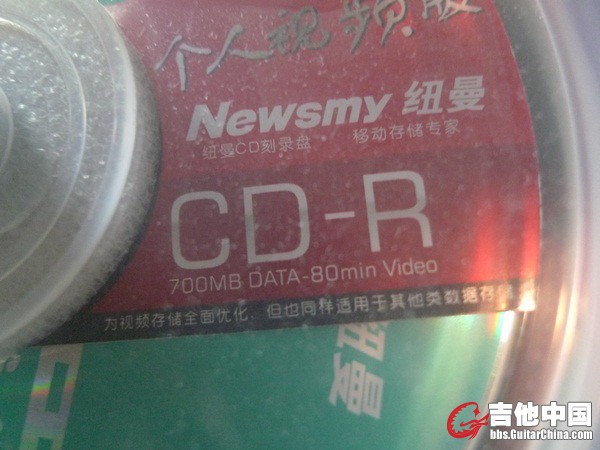 个人视频版
Newsmy 纽曼
纽曼CD刻录盘 移动存储专家
CD-R
700MB DATA-80min Video
为视频存储全面优化，但也同样适用于其他类数据存储
纽曼
吉他中国
bbs.GuitarChina.com